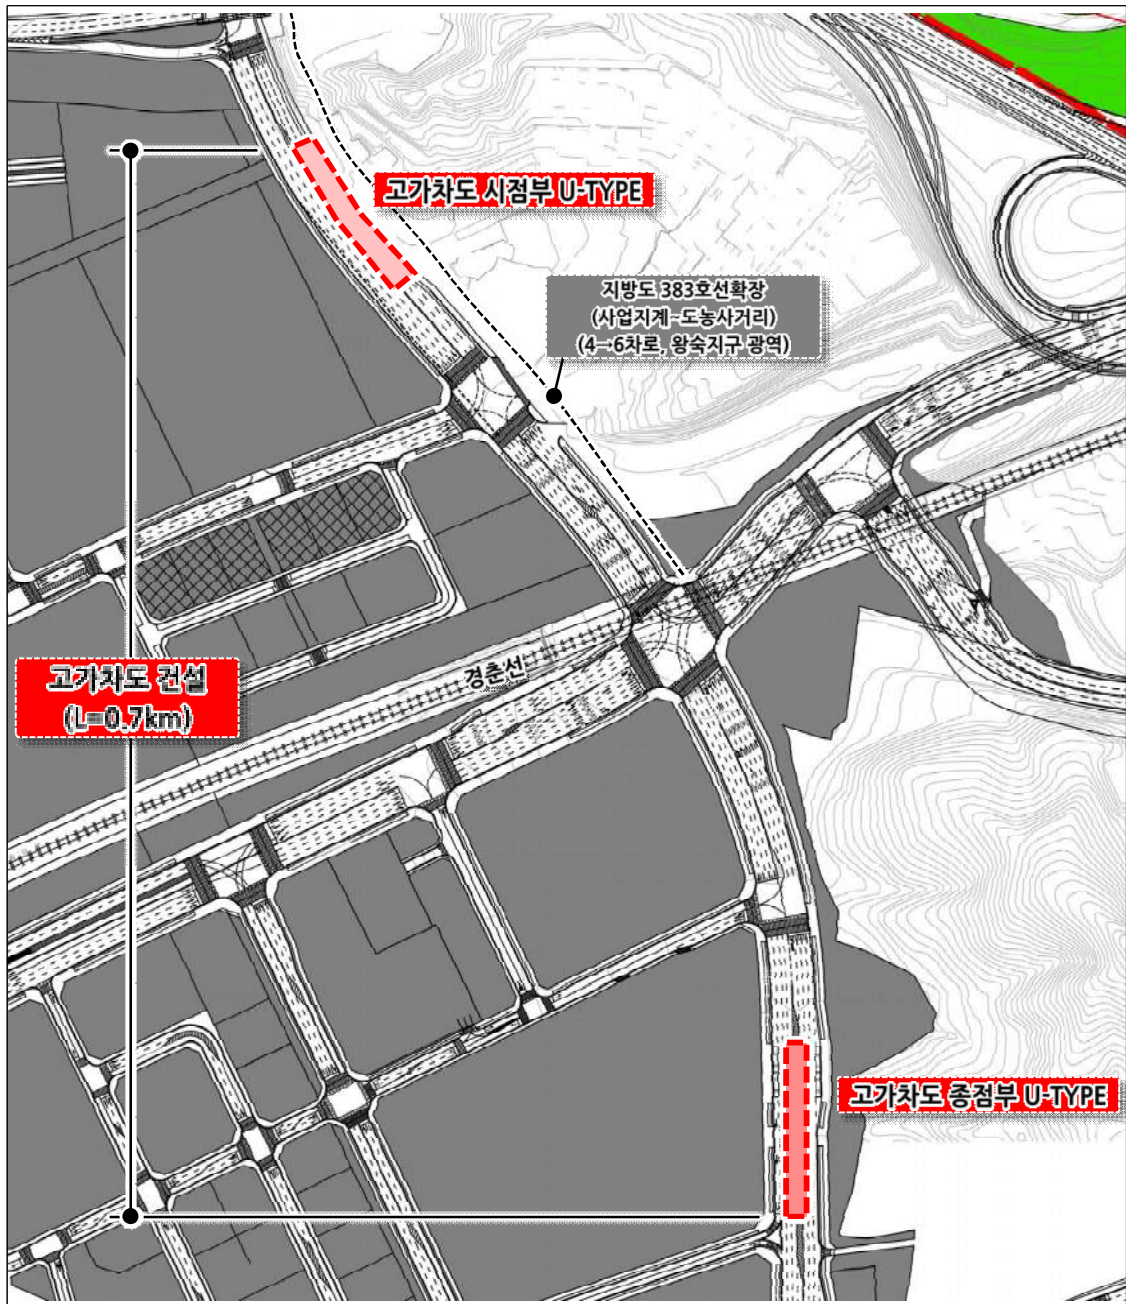 고가차도 시점부 U-TYPE
지방도 383호선확장
(사업지계~도농사거리)
(4→6차로, 왕숙지구 광역)
고가차도 건설
(L=0.7km)
경춘선
고가차도 종점부 U-TYPE